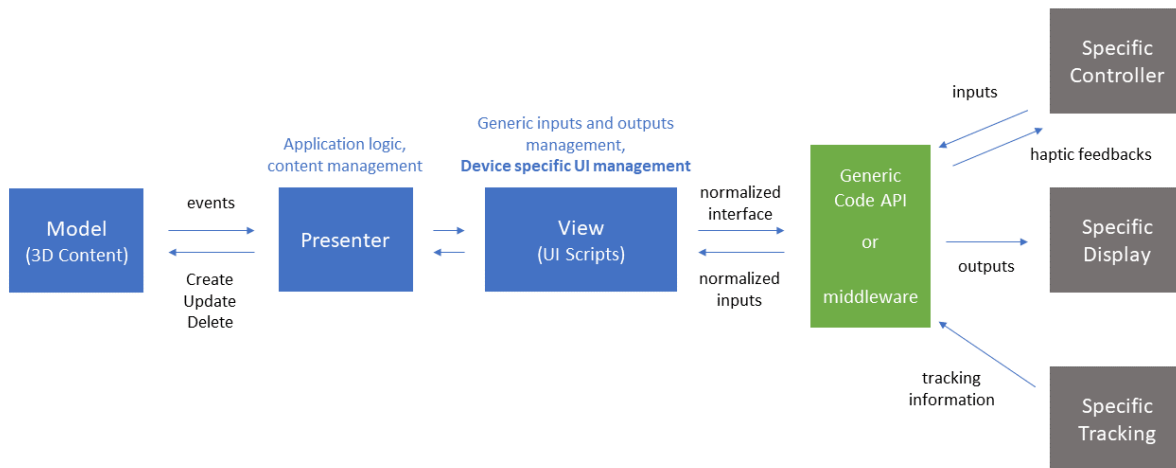 Model
(3D Content)
events
Create
Update
Delete
Application logic,
content management
Presenter
Generic inputs and outputs
management,
Device specific UI management
View
(UI Scripts)
normalized
interface
normalized
inputs
Generic
Code API
or
middleware
inputs
haptic feedbacks
outputs
tracking
information
Specific
Controller
Specific
Display
Specific
Tracking